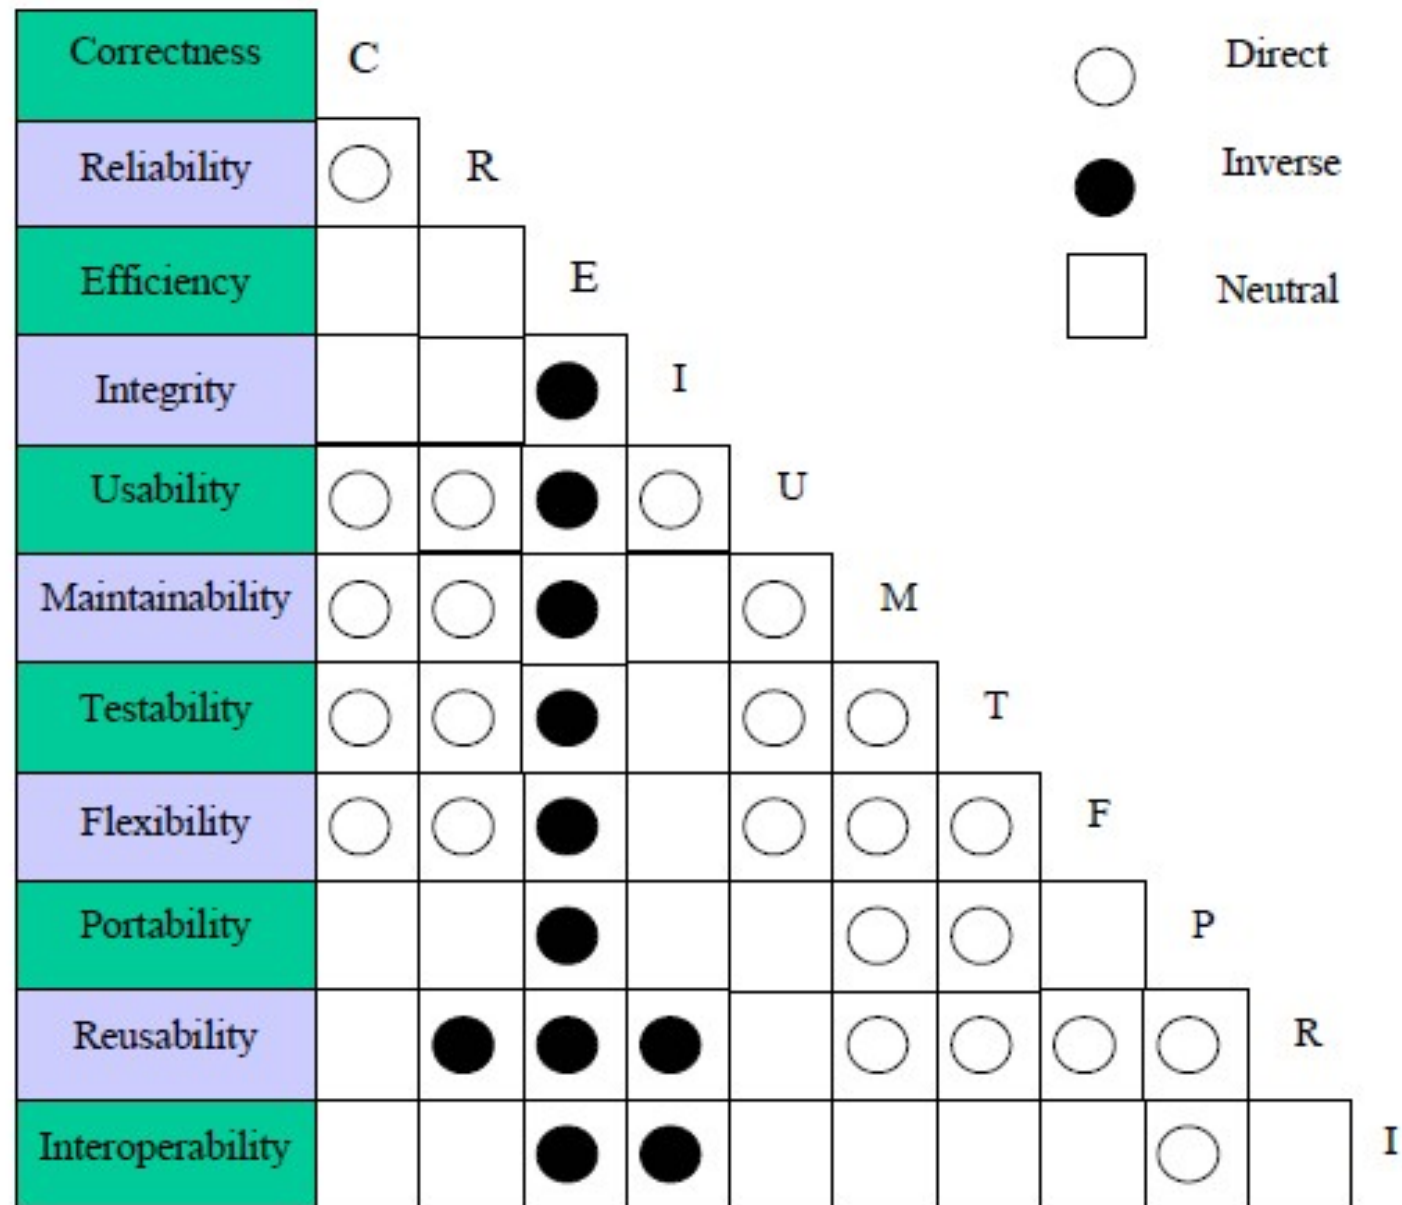 Correctness C
Direct
Reliability R
Inverse
Efficiency E
Neutral
Integrity I
Usability U
Maintainability M
Testability T
Flexibility F
Portability P
Reusability R
Interoperability I